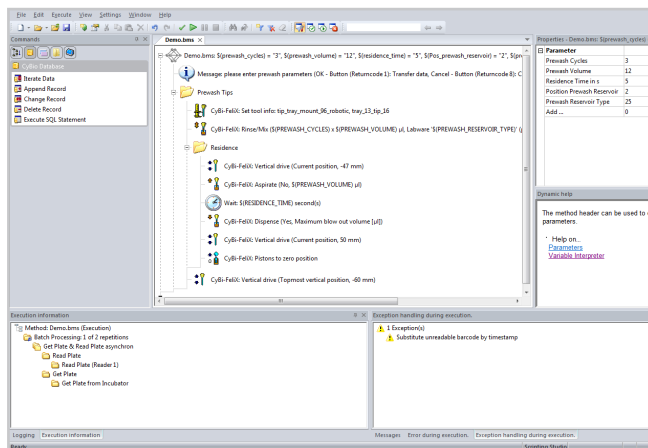 File Edit Execute View Settings Window Help
Commands
CyBio Database
Iterate Data
Append Record
Change Record
Delete Record
Execute SQL Statement
Demo.bms
Demo.bms: $(prewash_cycles) = "3", $(prewash_volume) = "12", $(residence_time) = "5", $(Pos_prewash_reservoir) = "2", $(pre
Message: please enter prewash parameters (OK - Button (Returncode 1): Transfer data, Cancel - Button (Returncode 8): C
Prewash Tips
CyBi-FeliX: Set tool info: tip_tray_mount_96_robotic, tray_13_tip_16
CyBi-FeliX: Rinse/Mix ($(PREWASH_CYCLES) x $(PREWASH_VOLUME) µl, Labware '$(PREWASH_RESERVOIR_TYPE)' (
Residence
CyBi-FeliX: Vertical drive (Current position, -47 mm)
CyBi-FeliX: Aspirate (No, $(PREWASH_VOLUME) µl)
Wait: $(RESIDENCE_TIME) second(s)
CyBi-FeliX: Dispense (Yes, Maximum blow out volume [µl])
CyBi-FeliX: Vertical drive (Current position, 50 mm)
CyBi-FeliX: Pistons to zero position
CyBi-FeliX: Vertical drive (Topmost vertical position, -60 mm)
Properties - Demo.bms: $(prewash_cycles)
Parameter
Prewash Cycles 3
Prewash Volume 12
Residence Time in s 5
Position Prewash Reservoir 2
Prewash Reservoir Type 25
Add ... 0
Dynamic help
The method header can be used to
parameters.
Help on...
Parameters
Variable Interpreter
Execution information
Method: Demo.bms (Execution)
Batch Processing: 1 of 2 repetitions
Get Plate & Read Plate asynchron
Read Plate
Read Plate (Reader 1)
Get Plate
Get Plate from Incubator
Logging Execution information
Exception handling during execution.
1 Exception(s)
Substitute unreadable barcode by timestamp
Messages Error during execution. Exception handling during execution.
Ready
Scripting Studio